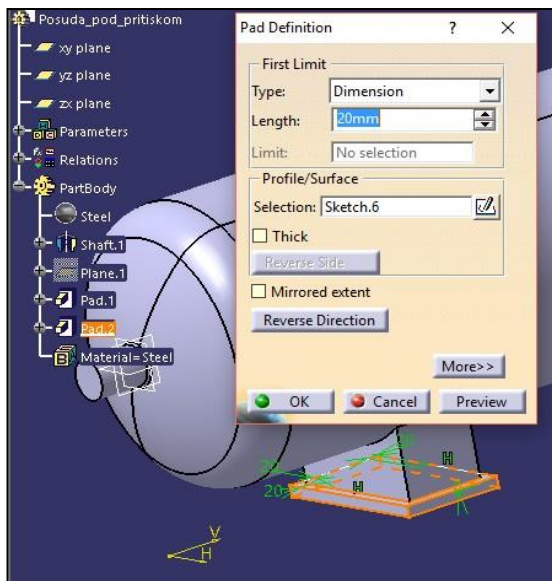 Posuda_pod_pritiskom
xy plane
yz plane
zx plane
Parameters
Relations
PartBody
Steel
Shaft.1
Plane.1
Pad.1
Pad.2
Material=Steel
Pad Definition ? X
First Limit
Type: Dimension
Length: 20mm
Limit: No selection
Profile/Surface
Selection: Sketch.6
Thick
Reverse Side
Mirrored extent
Reverse Direction
More>>
OK Cancel Preview
20
20
H
H
V
V
H